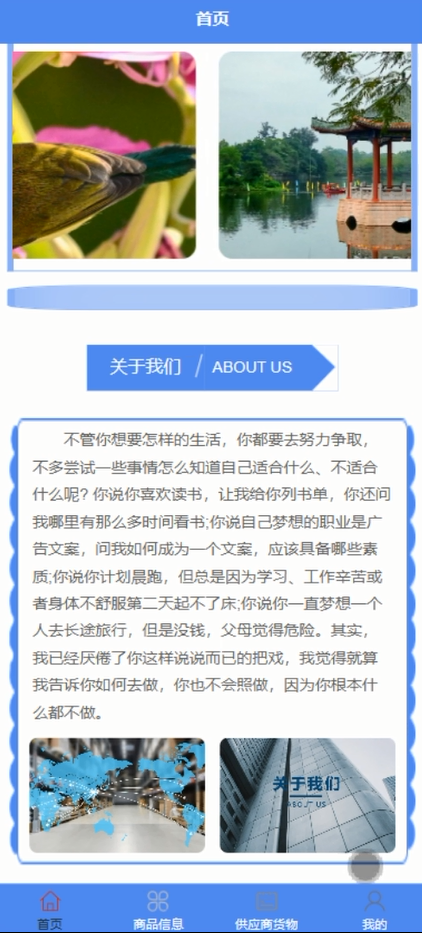 首页
关于我们 / ABOUT US
不管你想要怎样的生活，你都要去努力争取，
不多尝试一些事情怎么知道自己适合什么、不适合
什么呢? 你说你喜欢读书，让我给你列书单，你还问
我哪里有那么多时间看书;你说自己梦想的职业是广
告文案，问我如何成为一个文案，应该具备哪些素
质;你说你计划晨跑，但总是因为学习、工作辛苦或
者身体不舒服第二天起不了床;你说你一直梦想一个
人去长途旅行，但是没钱，父母觉得危险。其实，
我已经厌倦了你这样说说而已的把戏，我觉得就算
我告诉你如何去做，你也不会照做，因为你根本什
么都不做。
关于我们
ABOUT US
首页
商品信息
供应商货物
我的